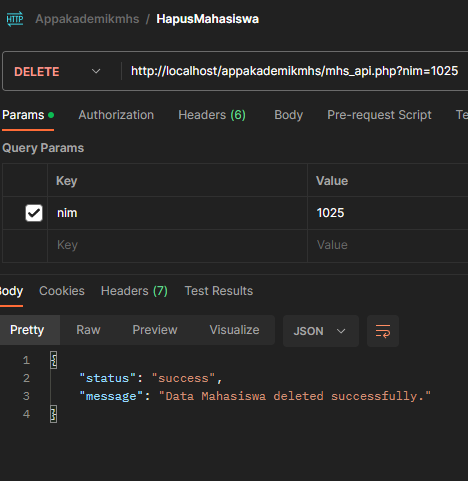 HTTP Appakademikmhs / HapusMahasiswa
DELETE http://localhost/appakademikmhs/mhs_api.php?nim=1025
Params Authorization Headers (6) Body Pre-request Script Te
Query Params
Key Value
nim 1025
Key Value
Body Cookies Headers (7) Test Results
Pretty Raw Preview Visualize JSON
1 {
2 "status": "success",
3 "message": "Data Mahasiswa deleted successfully."
4 }